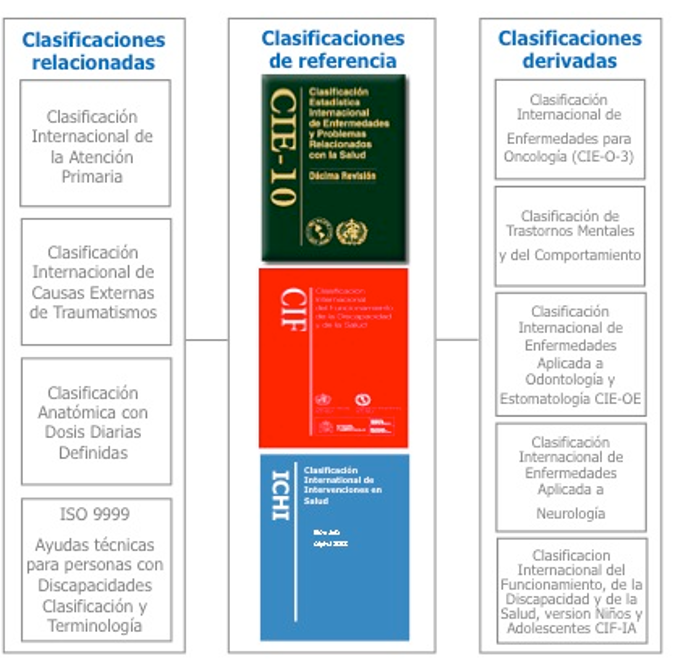 Clasificaciones
relacionadas
Clasificación
Internacional de
la Atención
Primaria
Clasificación
Internacional de
Causas Externas
de Traumatismos
Clasificación
Anatómica con
Dosis Diarias
Definidas
ISO 9999
Ayudas técnicas
para personas con
Discapacidades
Clasificación y
Terminología
Clasificaciones
de referencia
CIE-10
Clasificación
Estadística
Internacional
de Enfermedades
y Problemas
Relacionados
con la Salud
Décima Revisión
CIF
Clasificación
Internacional
del Funcionamiento
de la Discapacidad
y de la Salud
ICHI
Clasificación
International de
Intervenciones en
Salud
Clasificaciones
derivadas
Clasificación
Internacional de
Enfermedades para
Oncología (CIE-O-3)
Clasificación de
Trastornos Mentales
y del Comportamiento
Clasificación
Internacional de
Enfermedades
Aplicada a
Odontología y
Estomatología CIE-OE
Clasificación
Internacional de
Enfermedades
Aplicada a
Neurología
Clasificacion
Internacional del
Funcionamiento, de la
Discapacidad y de la
Salud, version Niños y
Adolescentes CIF-IA